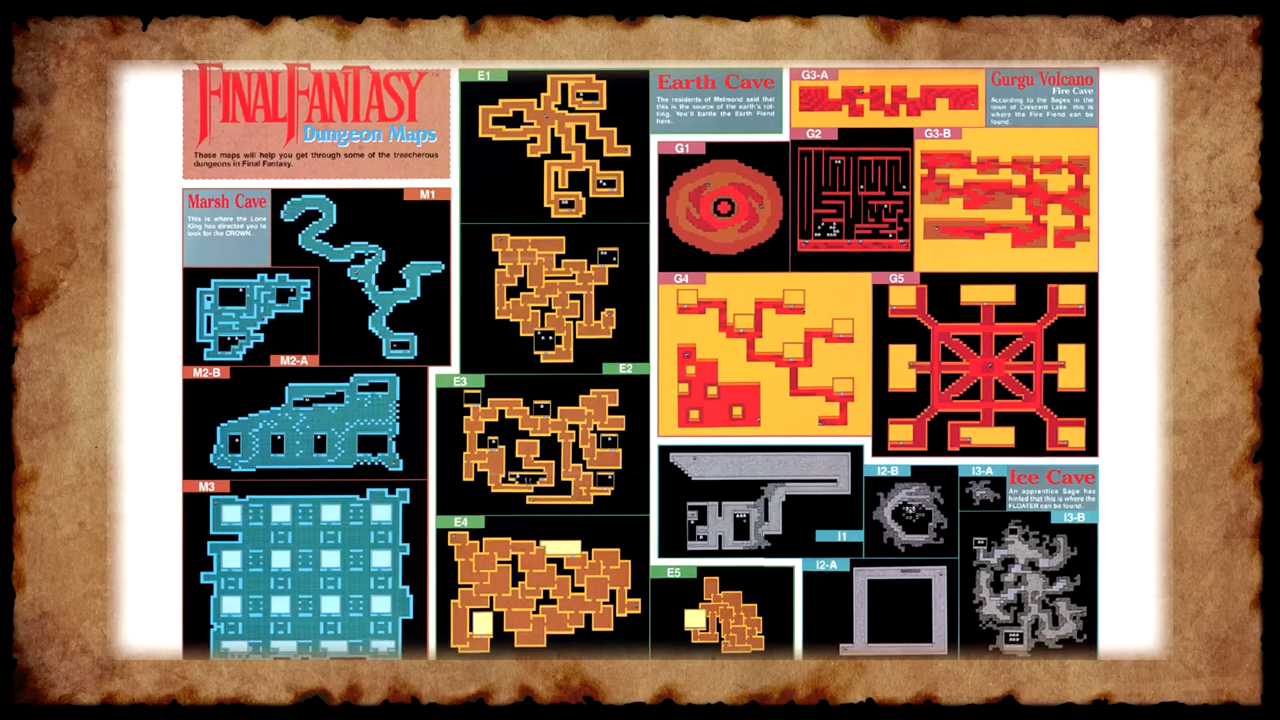 FINAL FANTASY
Dungeon Maps
These maps will help you get through some of the treacherous
dungeons in Final Fantasy.
Marsh Cave
This is where the
King has directed you to
look for the CROWN.
M1
M2-A
M2-B
M3
E1
E2
E3
E4
E5
Earth Cave
The residents of Melmond said that
this is the source of the earth's rot-
ting. You'll battle the Earth Fiend
here.
G1
G2
G3-A
G3-B
G4
G5
Gurgu Volcano
Fire Cave
According to the Sages in the
town of Crescent Lake, this is
where the Fire Fiend can be
found.
I1
I2-A
I2-B
I3-A
I3-B
Ice Cave
An apprentice Sage has
hinted that this is where the
FLOATER can be found.